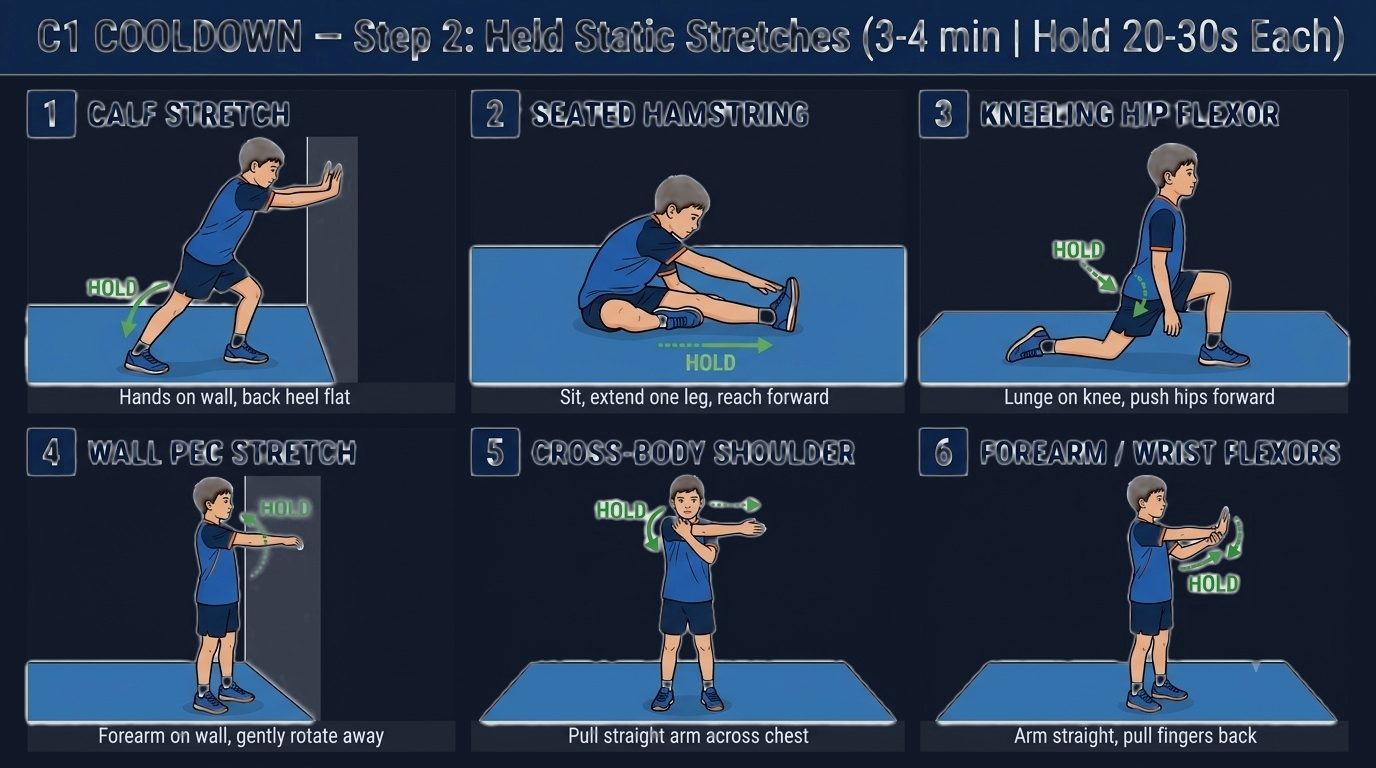 C1 COOLDOWN — Step 2: Held Static Stretches (3-4 min | Hold 20-30s Each)
1 CALF STRETCH
HOLD
Hands on wall, back heel flat
2 SEATED HAMSTRING
HOLD
Sit, extend one leg, reach forward
3 KNEELING HIP FLEXOR
HOLD
Lunge on knee, push hips forward
4 WALL PEC STRETCH
HOLD
Forearm on wall, gently rotate away
5 CROSS-BODY SHOULDER
HOLD
Pull straight arm across chest
6 FOREARM / WRIST FLEXORS
HOLD
Arm straight, pull fingers back